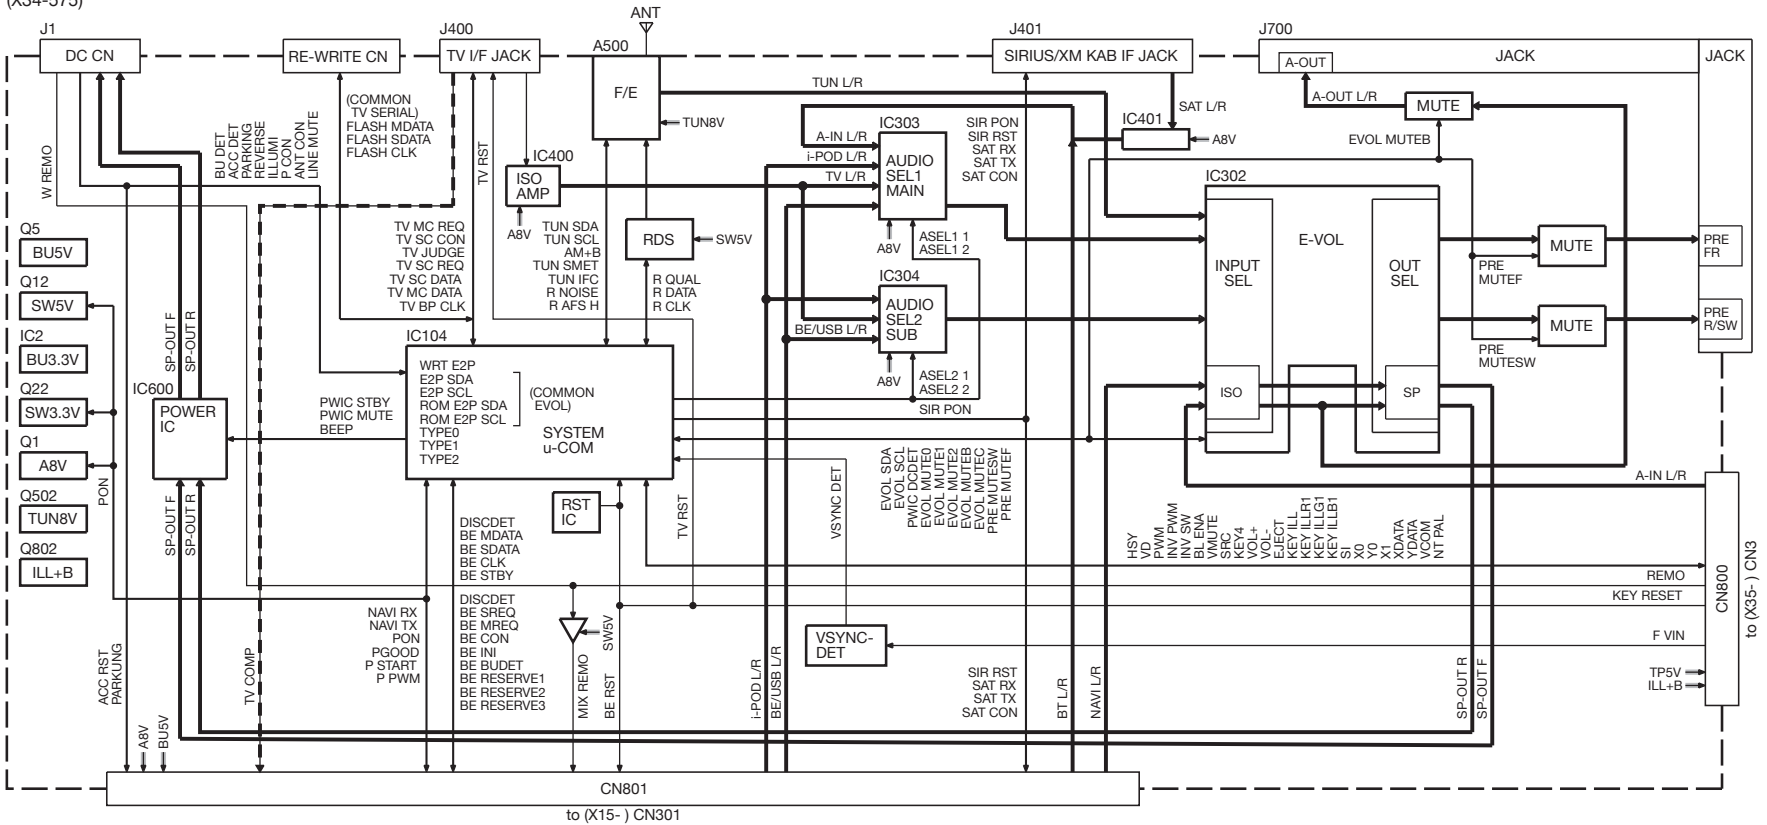 (X34-575)
J1
DC CN
RE-WRITE CN
J400
TV I/F JACK
A500
ANT
F/E
J401
SIRIUS/XM KAB IF JACK
J700
JACK
A-OUT
JACK
W REMO
BU DET
ACC DET
PARKING
REVERSE
ILLUMI
P CON
ANT CON
LINE MUTE
(COMMON
TV SERIAL)
FLASH MDATA
FLASH SDATA
FLASH CLK
TV RST
IC400
ISO
AMP
A8V
TUN8V
TUN L/R
A-IN L/R
i-POD L/R
TV L/R
IC303
AUDIO
SEL1
MAIN
A8V
ASEL1 1
ASEL1 2
SIR PON
SIR RST
SAT RX
SAT TX
SAT CON
SAT L/R
IC401
A8V
A-OUT L/R
MUTE
EVOL MUTEB
IC302
E-VOL
INPUT
SEL
OUT
SEL
ISO
SP
MUTE
PRE
MUTEF
PRE
FR
MUTE
PRE
MUTESW
PRE
R/SW
Q5
BU5V
Q12
SW5V
IC2
BU3.3V
Q22
SW3.3V
Q1
A8V
Q502
TUN8V
Q802
ILL+B
PON
SP-OUT F
SP-OUT R
IC600
POWER
IC
SP-OUT F
SP-OUT R
PWIC STBY
PWIC MUTE
BEEP
TV MC REQ
TV SC CON
TV JUDGE
TV SC REQ
TV SC DATA
TV MC DATA
TV BP CLK
TUN SDA
TUN SCL
AM+B
TUN SMET
TUN IFC
R NOISE
R AFS H
RDS
SW5V
R QUAL
R DATA
R CLK
IC304
AUDIO
SEL2
SUB
BE/USB L/R
A8V
ASEL2 1
ASEL2 2
SIR PON
IC104
WRT E2P
E2P SDA
E2P SCL
ROM E2P SDA
ROM E2P SCL
TYPE0
TYPE1
TYPE2
(COMMON
EVOL)
SYSTEM
u-COM
RST
IC
TV RST
VSYNC DET
EVOL SDA
EVOL SCL
PWIC DCDET
EVOL MUTE0
EVOL MUTE1
EVOL MUTE2
EVOL MUTEB
EVOL MUTEC
PRE MUTESW
PRE MUTEF
HSY
VD
PWM
INV PWM
INV SW
BL ENA
VMUTE
SRC
KEY4
VOL+
VOL-
EJECT
KEY ILL
KEY ILLR1
KEY ILLG1
KEY ILLB1
SI
X0
Y0
X1
XDATA
YDATA
VCOM
NT PAL
A-IN L/R
REMO
KEY RESET
F VIN
TP5V
ILL+B
CN800
to (X35- ) CN3
DISCDET
BE MDATA
BE SDATA
BE CLK
BE STBY
DISCDET
BE SREQ
BE MREQ
BE CON
BE INI
BE BUDET
BE RESERVE1
BE RESERVE2
BE RESERVE3
NAVI RX
NAVI TX
PON
PGOOD
P START
P PWM
ACC RST
PARKUNG
A8V
BU5V
TV COMP
MIX REMO
SW5V
BE RST
i-POD L/R
BE/USB L/R
VSYNC-
DET
SIR RST
SAT RX
SAT TX
SAT CON
BT L/R
NAVI L/R
SP-OUT R
SP-OUT F
CN801
to (X15- ) CN301